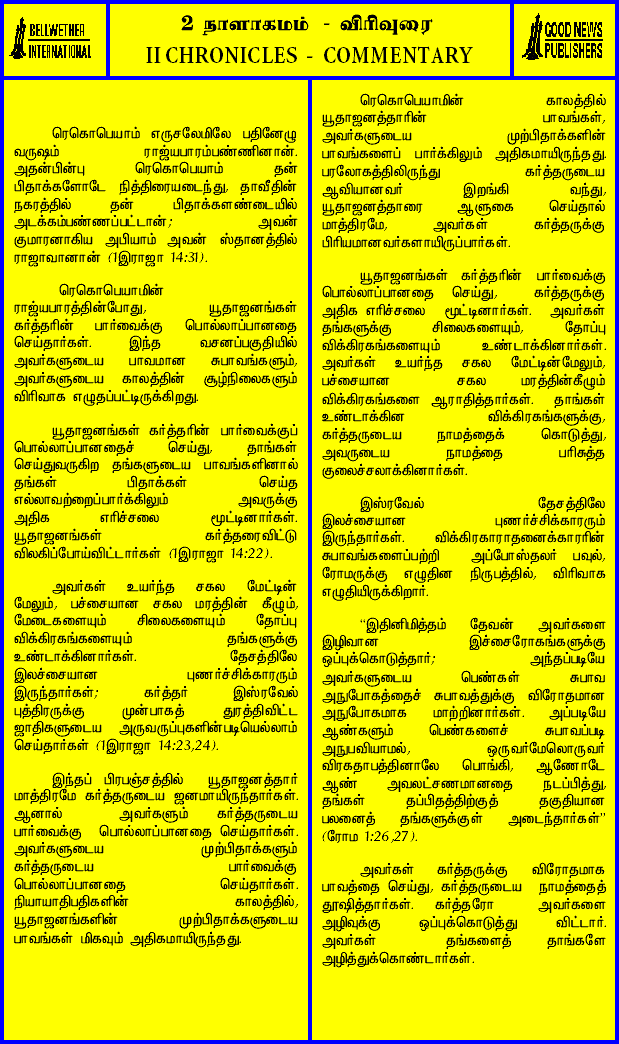 BELLWETHER
INTERNATIONAL
2 நாளாகமம் - விரிவுரை
II CHRONICLES - COMMENTARY
GOOD NEWS
PUBLISHERS
ரெகொபெயாம் எருசலேமிலே பதினேழு
வருஷம் ராஜ்யபாரம்பண்ணினான்.
அதன்பின்பு ரெகொபெயாம் தன்
பிதாக்களோடே நித்திரையடைந்து, தாவீதின்
நகரத்தில் தன் பிதாக்களண்டையில்
அடக்கம்பண்ணப்பட்டான்; அவன்
குமாரனாகிய அபியாம் அவன் ஸ்தானத்தில்
ராஜாவானான் (1இராஜா 14:31).
ரெகொபெயாமின்
ராஜ்யபாரத்தின்போது, யூதாஜனங்கள்
கர்த்தரின் பார்வைக்கு பொல்லாப்பானதை
செய்தார்கள். இந்த வசனப்பகுதியில்
அவர்களுடைய பாவமான சுபாவங்களும்,
அவர்களுடைய காலத்தின் சூழ்நிலைகளும்
விரிவாக எழுதப்பட்டிருக்கிறது.
யூதாஜனங்கள் கர்த்தரின் பார்வைக்குப்
பொல்லாப்பானதைச் செய்து, தாங்கள்
செய்துவருகிற தங்களுடைய பாவங்களினால்
தங்கள் பிதாக்கள் செய்த
எல்லாவற்றைப்பார்க்கிலும் அவருக்கு
அதிக எரிச்சலை மூட்டினார்கள்.
யூதாஜனங்கள் கர்த்தரைவிட்டு
விலகிப்போய்விட்டார்கள் (1இராஜா 14:22).
அவர்கள் உயர்ந்த சகல மேட்டின்
மேலும், பச்சையான சகல மரத்தின் கீழும்,
மேடைகளையும் சிலைகளையும் தோப்பு
விக்கிரகங்களையும் தங்களுக்கு
உண்டாக்கினார்கள். தேசத்திலே
இலச்சையான புணர்ச்சிக்காரரும்
இருந்தார்கள்; கர்த்தர் இஸ்ரவேல்
புத்திரருக்கு முன்பாகத் துரத்திவிட்ட
ஜாதிகளுடைய அருவருப்புகளின்படியெல்லாம்
செய்தார்கள் (1இராஜா 14:23,24).
இந்தப் பிரபஞ்சத்தில் யூதாஜனத்தார்
மாத்திரமே கர்த்தருடைய ஜனமாயிருந்தார்கள்.
ஆனால் அவர்களும் கர்த்தருடைய
பார்வைக்கு பொல்லாப்பானதை செய்தார்கள்.
அவர்களுடைய முற்பிதாக்களும்
கர்த்தருடைய பார்வைக்கு
பொல்லாப்பானதை செய்தார்கள்.
நியாயாதிபதிகளின் காலத்தில்,
யூதாஜனங்களின் முற்பிதாக்களுடைய
பாவங்கள் மிகவும் அதிகமாயிருந்தது.
ரெகொபெயாமின் காலத்தில்
யூதாஜனத்தாரின் பாவங்கள்,
அவர்களுடைய முற்பிதாக்களின்
பாவங்களைப் பார்க்கிலும் அதிகமாயிருந்தது.
பரலோகத்திலிருந்து கர்த்தருடைய
ஆவியானவர் இறங்கி வந்து,
யூதாஜனத்தாரை ஆளுகை செய்தால்
மாத்திரமே, அவர்கள் கர்த்தருக்கு
பிரியமானவர்களாயிருப்பார்கள்.
யூதாஜனங்கள் கர்த்தரின் பார்வைக்கு
பொல்லாப்பானதை செய்து, கர்த்தருக்கு
அதிக எரிச்சலை மூட்டினார்கள். அவர்கள்
தங்களுக்கு சிலைகளையும், தோப்பு
விக்கிரகங்களையும் உண்டாக்கினார்கள்.
அவர்கள் உயர்ந்த சகல மேட்டின்மேலும்,
பச்சையான சகல மரத்தின்கீழும்
விக்கிரகங்களை ஆராதித்தார்கள். தாங்கள்
உண்டாக்கின விக்கிரகங்களுக்கு,
கர்த்தருடைய நாமத்தைக் கொடுத்து,
அவருடைய நாமத்தை பரிசுத்த
குலைச்சலாக்கினார்கள்.
இஸ்ரவேல் தேசத்திலே
இலச்சையான புணர்ச்சிக்காரரும்
இருந்தார்கள். விக்கிரகாராதனைக்காரரின்
சுபாவங்களைப்பற்றி அப்போஸ்தலர் பவுல்,
ரோமருக்கு எழுதின நிருபத்தில், விரிவாக
எழுதியிருக்கிறார்.
"இதினிமித்தம் தேவன் அவர்களை
இழிவான இச்சைரோகங்களுக்கு
ஒப்புக்கொடுத்தார்; அந்தப்படியே
அவர்களுடைய பெண்கள் சுபாவ
அநுபோகத்தைச் சுபாவத்துக்கு விரோதமான
அநுபோகமாக மாற்றினார்கள். அப்படியே
ஆண்களும் பெண்களைச் சுபாவப்படி
அநுபவியாமல், ஒருவர்மேலொருவர்
விரகதாபத்தினாலே பொங்கி, ஆணோடே
ஆண் அவலட்சணமானதை நடப்பித்து,
தங்கள் தப்பிதத்திற்குத் தகுதியான
பலனைத் தங்களுக்குள் அடைந்தார்கள்"
(ரோம 1:26,27).
அவர்கள் கர்த்தருக்கு விரோதமாக
பாவத்தை செய்து, கர்த்தருடைய நாமத்தைத்
தூஷித்தார்கள். கர்த்தரோ அவர்களை
அழிவுக்கு ஒப்புக்கொடுத்து விட்டார்.
அவர்கள் தங்களைத் தாங்களே
அழித்துக்கொண்டார்கள்.